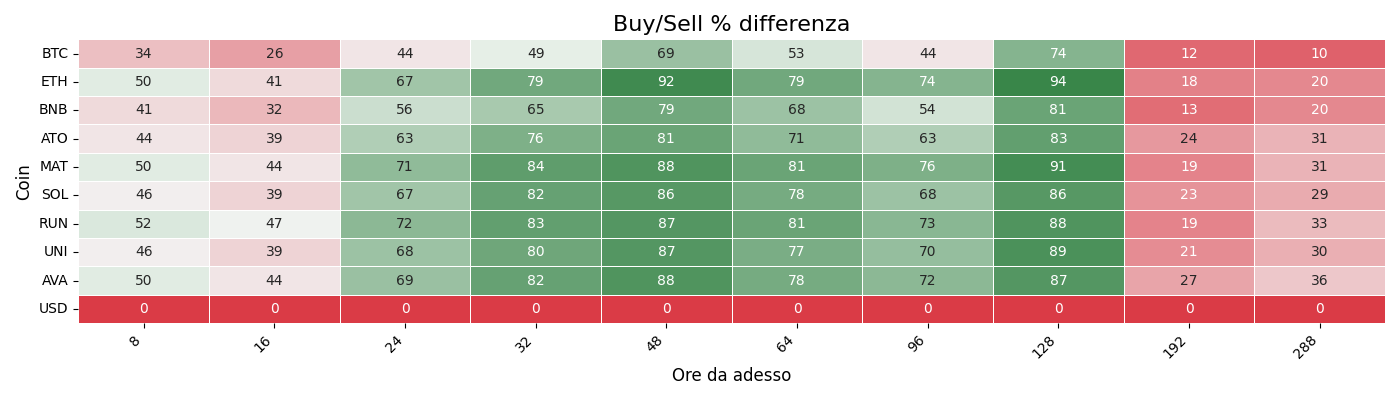 Buy/Sell % differenza
Coin
BTC 34 26 44 49 69 53 44 74 12 10
ETH 50 41 67 79 92 79 74 94 18 20
BNB 41 32 56 65 79 68 54 81 13 20
ATO 44 39 63 76 81 71 63 83 24 31
MAT 50 44 71 84 88 81 76 91 19 31
SOL 46 39 67 82 86 78 68 86 23 29
RUN 52 47 72 83 87 81 73 88 19 33
UNI 46 39 68 80 87 77 70 89 21 30
AVA 50 44 69 82 88 78 72 87 27 36
USD 0 0 0 0 0 0 0 0 0 0
8 16 24 32 48 64 96 128 192 288
Ore da adesso